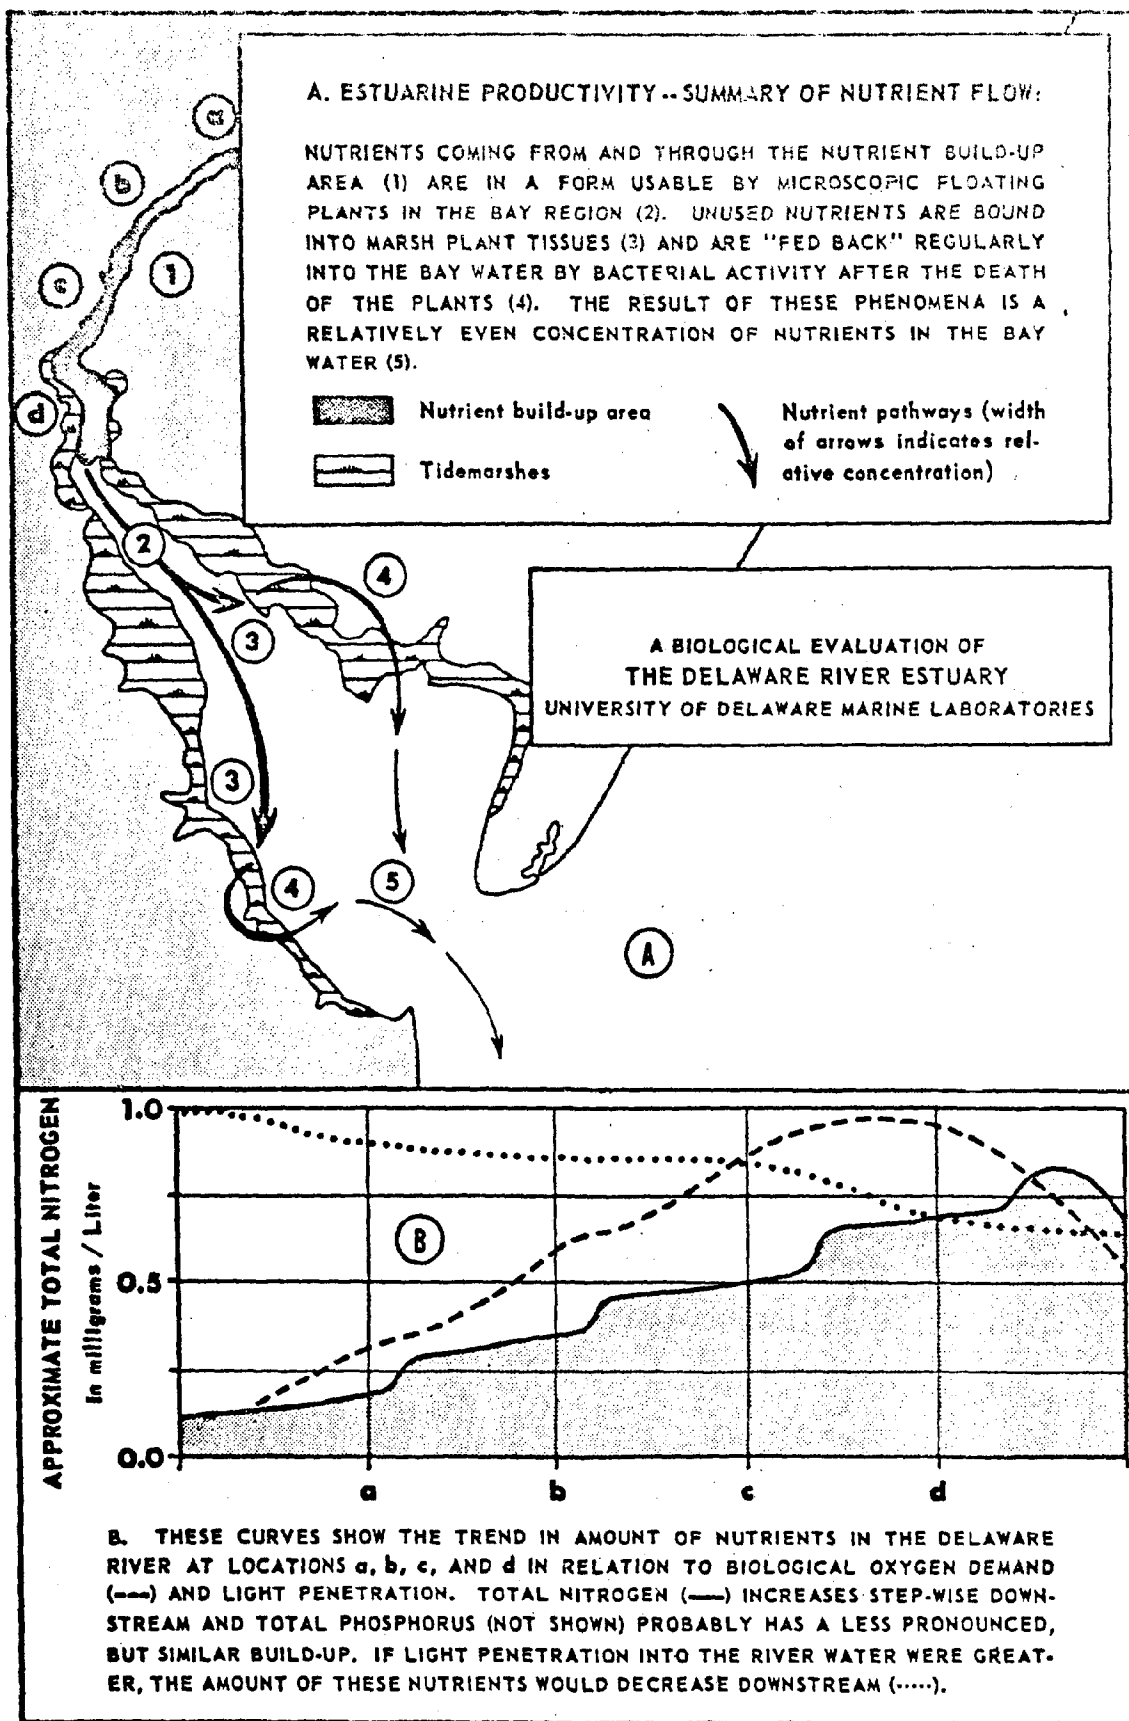 A. ESTUARINE PRODUCTIVITY -- SUMMARY OF NUTRIENT FLOW:
NUTRIENTS COMING FROM AND THROUGH THE NUTRIENT BUILD-UP
AREA (1) ARE IN A FORM USABLE BY MICROSCOPIC FLOATING
PLANTS IN THE BAY REGION (2). UNUSED NUTRIENTS ARE BOUND
INTO MARSH PLANT TISSUES (3) AND ARE "FED BACK" REGULARLY
INTO THE BAY WATER BY BACTERIAL ACTIVITY AFTER THE DEATH
OF THE PLANTS (4). THE RESULT OF THESE PHENOMENA IS A
RELATIVELY EVEN CONCENTRATION OF NUTRIENTS IN THE BAY
WATER (5).
Nutrient build-up area
Tidemarshes
Nutrient pathways (width
of arrows indicates rel-
ative concentration)
a
b
1
c
d
2
4
3
A BIOLOGICAL EVALUATION OF
THE DELAWARE RIVER ESTUARY
UNIVERSITY OF DELAWARE MARINE LABORATORIES
3
4
5
A
APPROXIMATE TOTAL NITROGEN
In milligrams / Liter
1.0
0.5
0.0
B
a b c d
B. THESE CURVES SHOW THE TREND IN AMOUNT OF NUTRIENTS IN THE DELAWARE
RIVER AT LOCATIONS a, b, c, AND d IN RELATION TO BIOLOGICAL OXYGEN DEMAND
(---) AND LIGHT PENETRATION. TOTAL NITROGEN (—) INCREASES STEP-WISE DOWN-
STREAM AND TOTAL PHOSPHORUS (NOT SHOWN) PROBABLY HAS A LESS PRONOUNCED,
BUT SIMILAR BUILD-UP. IF LIGHT PENETRATION INTO THE RIVER WATER WERE GREAT-
ER, THE AMOUNT OF THESE NUTRIENTS WOULD DECREASE DOWNSTREAM (.....).